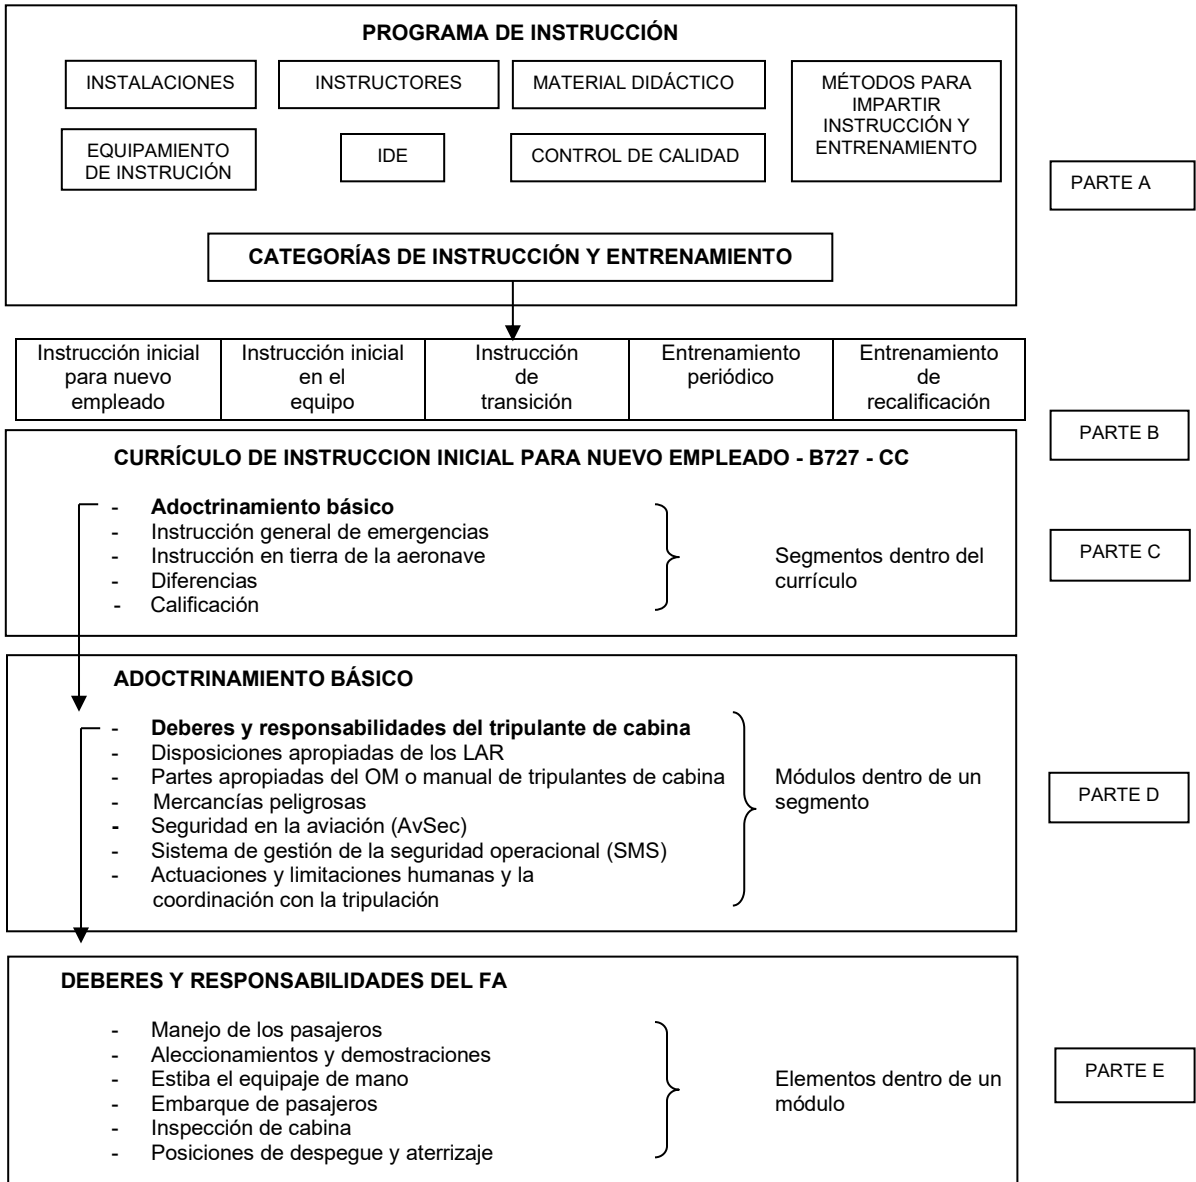 PROGRAMA DE INSTRUCCIÓN
INSTALACIONES
INSTRUCTORES
MATERIAL DIDÁCTICO
MÉTODOS PARA
IMPARTIR
INSTRUCCIÓN Y
ENTRENAMIENTO
EQUIPAMIENTO
DE INSTRUCIÓN
IDE
CONTROL DE CALIDAD
PARTE A
CATEGORÍAS DE INSTRUCCIÓN Y ENTRENAMIENTO
Instrucción inicial
para nuevo
empleado
Instrucción inicial
en el
equipo
Instrucción
de
transición
Entrenamiento
periódico
Entrenamiento
de
recalificación
PARTE B
CURRÍCULO DE INSTRUCCION INICIAL PARA NUEVO EMPLEADO - B727 - CC
- Adoctrinamiento básico
- Instrucción general de emergencias
- Instrucción en tierra de la aeronave
- Diferencias
- Calificación
Segmentos dentro del
currículo
PARTE C
ADOCTRINAMIENTO BÁSICO
- Deberes y responsabilidades del tripulante de cabina
- Disposiciones apropiadas de los LAR
- Partes apropiadas del OM o manual de tripulantes de cabina
- Mercancías peligrosas
- Seguridad en la aviación (AvSec)
- Sistema de gestión de la seguridad operacional (SMS)
- Actuaciones y limitaciones humanas y la
coordinación con la tripulación
Módulos dentro de un
segmento
PARTE D
DEBERES Y RESPONSABILIDADES DEL FA
- Manejo de los pasajeros
- Aleccionamientos y demostraciones
- Estiba el equipaje de mano
- Embarque de pasajeros
- Inspección de cabina
- Posiciones de despegue y aterrizaje
Elementos dentro de un
módulo
PARTE E